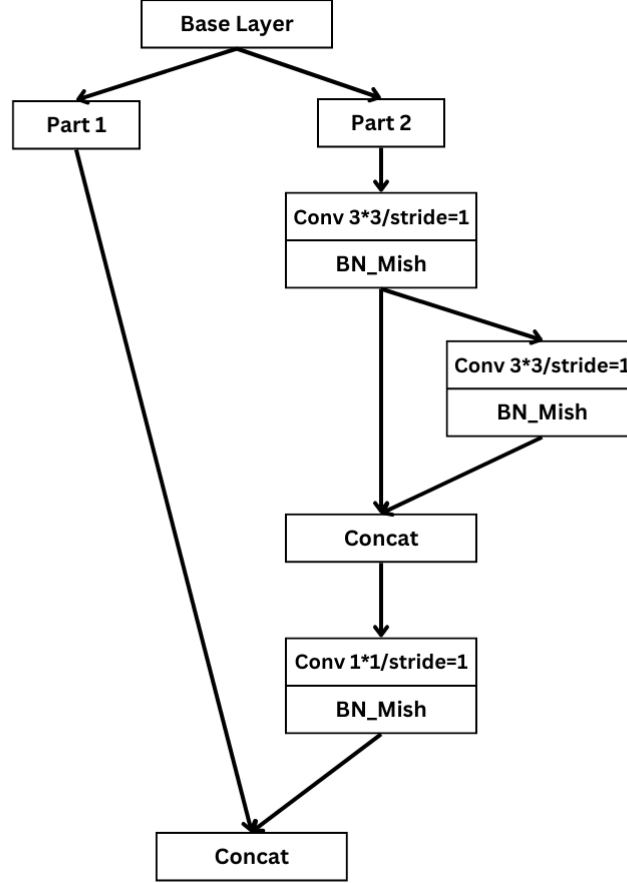 Base Layer
Part 1
Part 2
Conv 3*3/stride=1
BN_Mish
Conv 3*3/stride=1
BN_Mish
Concat
Conv 1*1/stride=1
BN_Mish
Concat